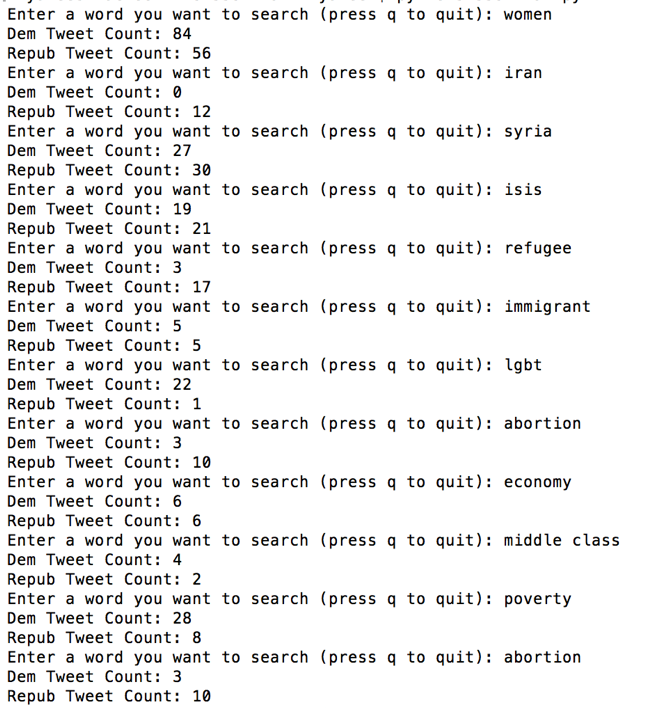 Enter a word you want to search (press q to quit): women
Dem Tweet Count: 84
Repub Tweet Count: 56
Enter a word you want to search (press q to quit): iran
Dem Tweet Count: 0
Repub Tweet Count: 12
Enter a word you want to search (press q to quit): syria
Dem Tweet Count: 27
Repub Tweet Count: 30
Enter a word you want to search (press q to quit): isis
Dem Tweet Count: 19
Repub Tweet Count: 21
Enter a word you want to search (press q to quit): refugee
Dem Tweet Count: 3
Repub Tweet Count: 17
Enter a word you want to search (press q to quit): immigrant
Dem Tweet Count: 5
Repub Tweet Count: 5
Enter a word you want to search (press q to quit): lgbt
Dem Tweet Count: 22
Repub Tweet Count: 1
Enter a word you want to search (press q to quit): abortion
Dem Tweet Count: 3
Repub Tweet Count: 10
Enter a word you want to search (press q to quit): economy
Dem Tweet Count: 6
Repub Tweet Count: 6
Enter a word you want to search (press q to quit): middle class
Dem Tweet Count: 4
Repub Tweet Count: 2
Enter a word you want to search (press q to quit): poverty
Dem Tweet Count: 28
Repub Tweet Count: 8
Enter a word you want to search (press q to quit): abortion
Dem Tweet Count: 3
Repub Tweet Count: 10